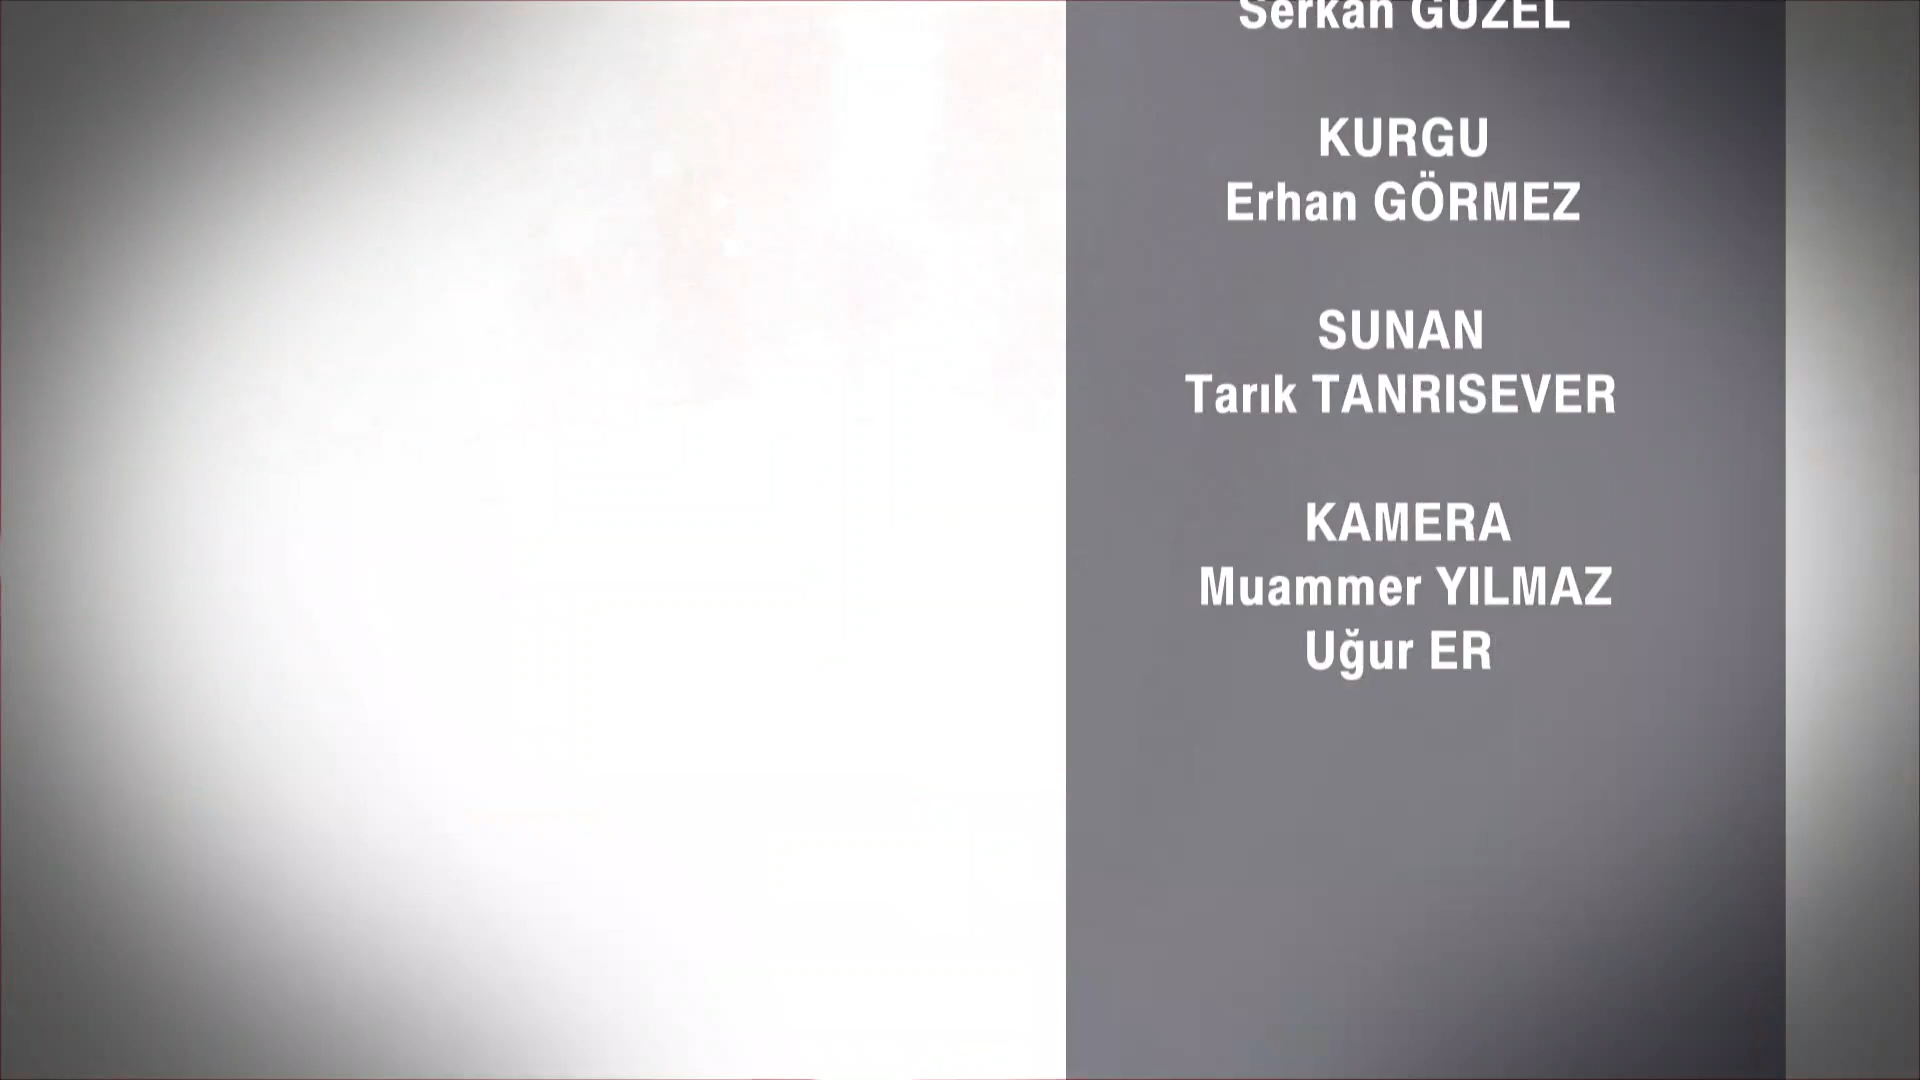 Serkan GÜZEL
KURGU
Erhan GÖRMEZ
SUNAN
Tarık TANRISEVER
KAMERA
Muammer YILMAZ
Uğur ER